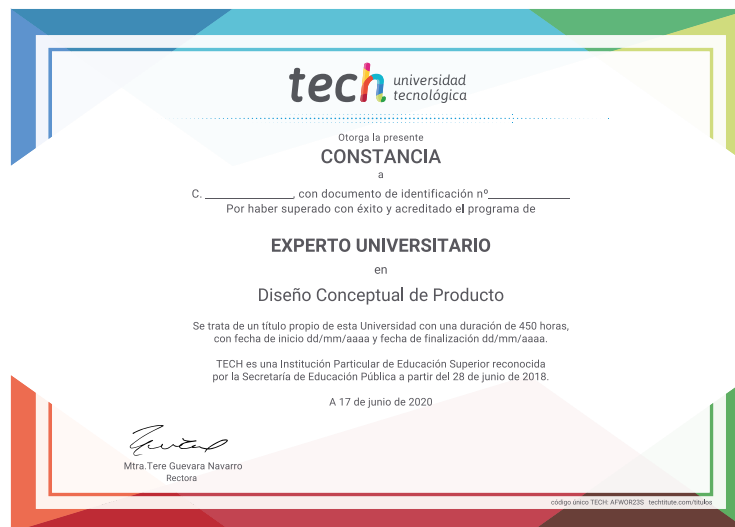 tech universidad
tecnológica
Otorga la presente
CONSTANCIA
a
C. ______________, con documento de identificación nº______________
Por haber superado con éxito y acreditado el programa de
EXPERTO UNIVERSITARIO
en
Diseño Conceptual de Producto
Se trata de un título propio de esta Universidad con una duración de 450 horas,
con fecha de inicio dd/mm/aaaa y fecha de finalización dd/mm/aaaa.
TECH es una Institución Particular de Educación Superior reconocida
por la Secretaría de Educación Pública a partir del 28 de junio de 2018.
A 17 de junio de 2020
Mtra.Tere Guevara Navarro
Rectora
código único TECH: AFWOR23S techtitute.com/titulos